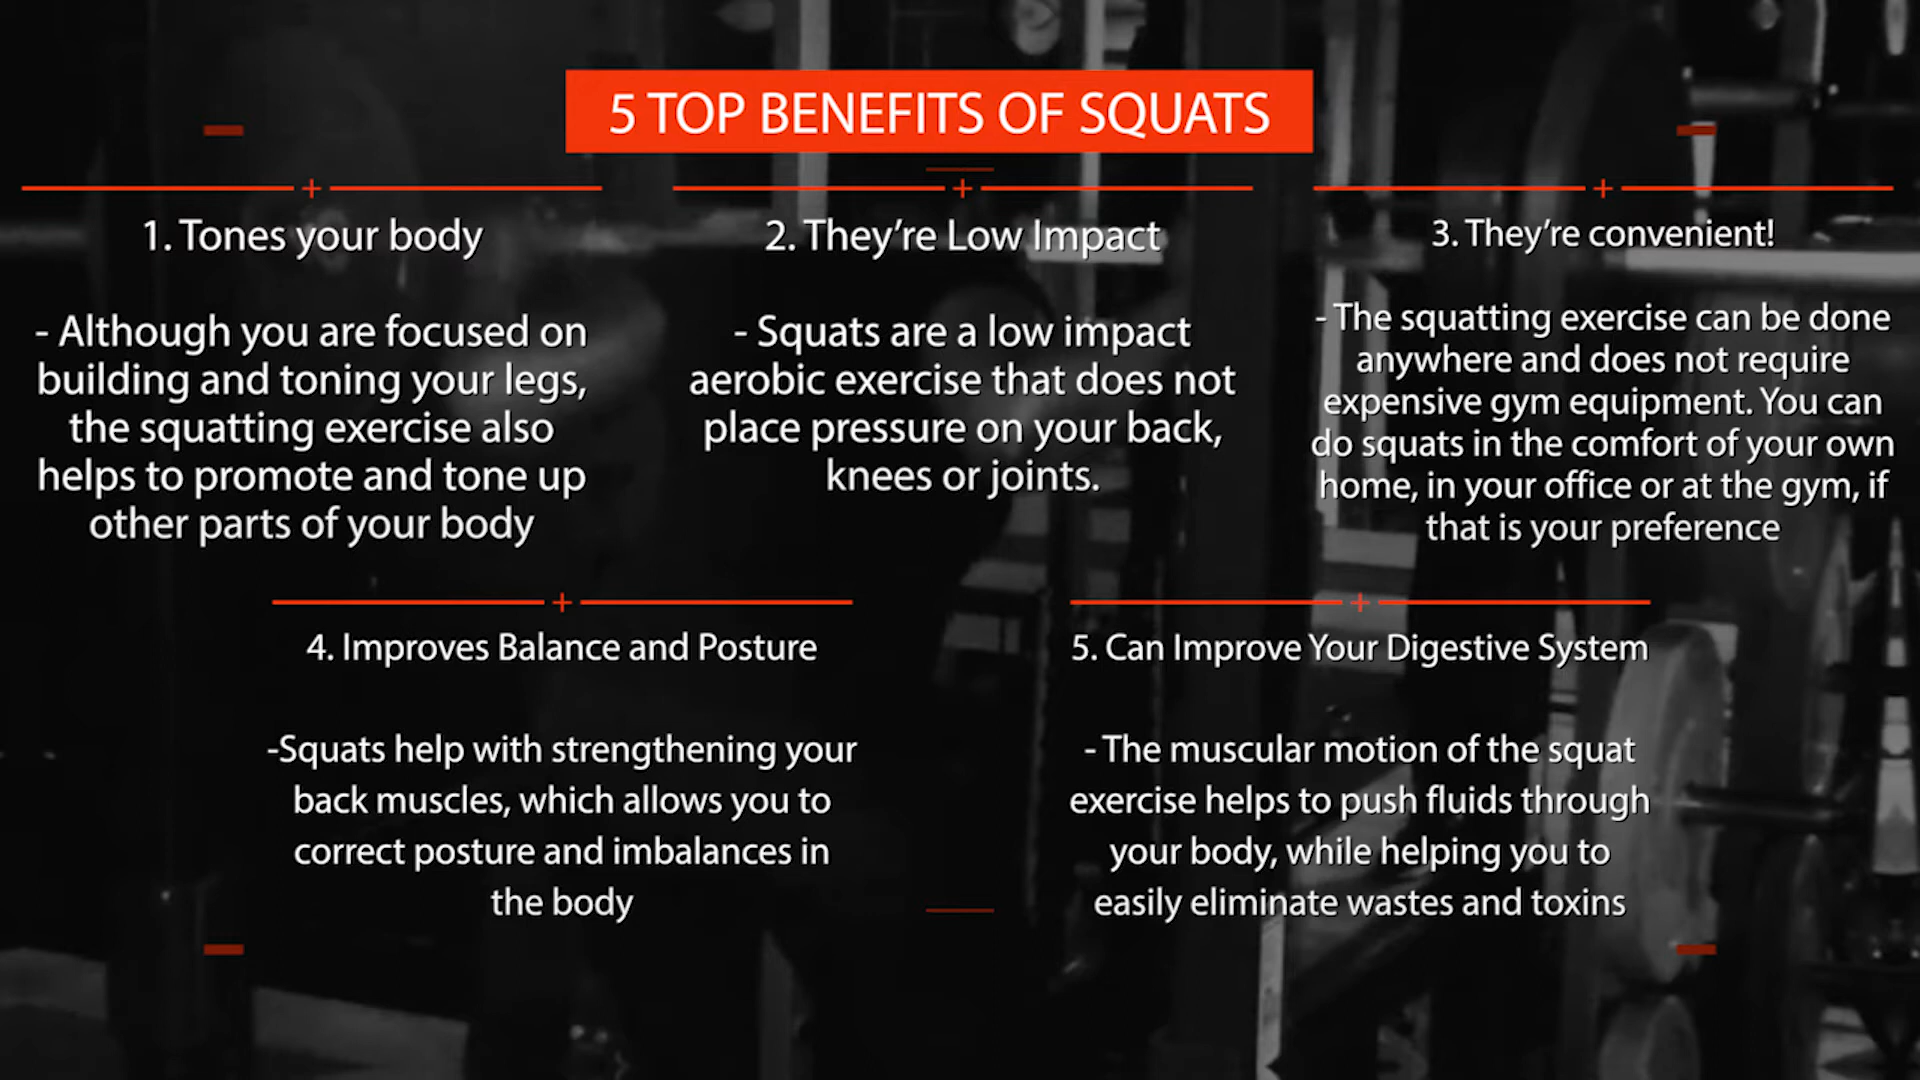 5 TOP BENEFITS OF SQUATS
1. Tones your body
- Although you are focused on
building and toning your legs,
the squatting exercise also
helps to promote and tone up
other parts of your body
2. They’re Low Impact
- Squats are a low impact
aerobic exercise that does not
place pressure on your back,
knees or joints.
3. They’re convenient!
- The squatting exercise can be done
anywhere and does not require
expensive gym equipment. You can
do squats in the comfort of your own
home, in your office or at the gym, if
that is your preference
4. Improves Balance and Posture
-Squats help with strengthening your
back muscles, which allows you to
correct posture and imbalances in
the body
5. Can Improve Your Digestive System
- The muscular motion of the squat
exercise helps to push fluids through
your body, while helping you to
easily eliminate wastes and toxins